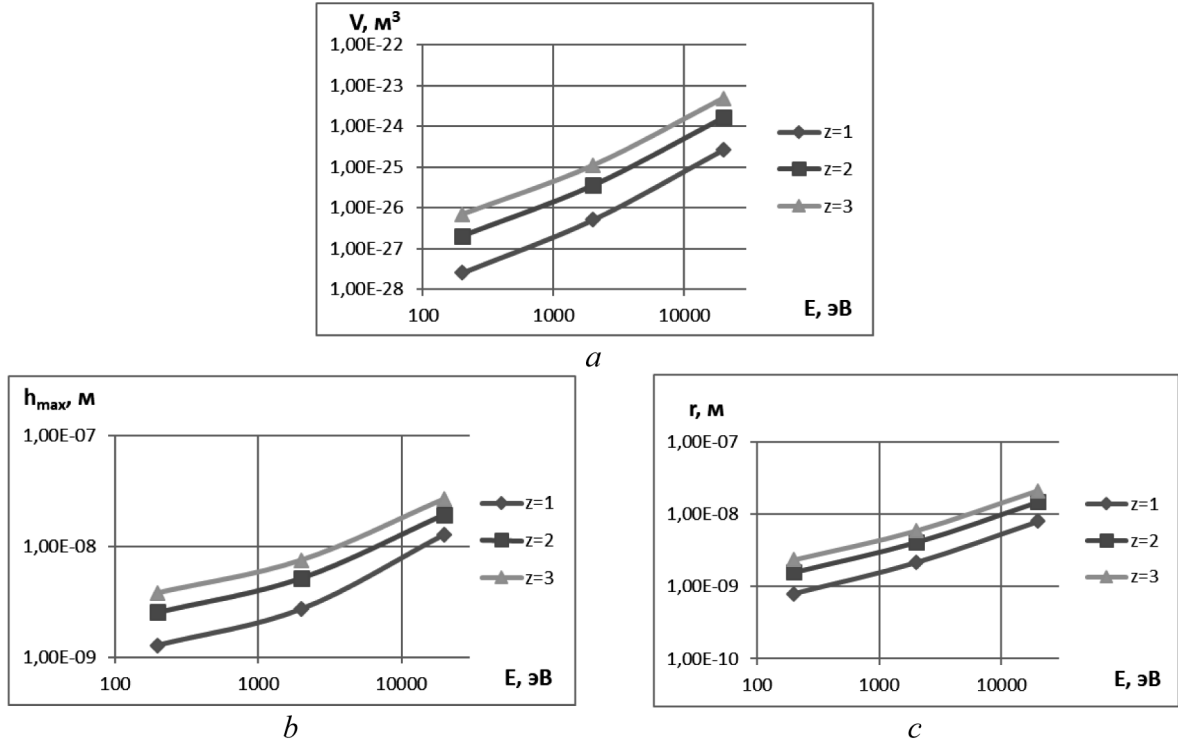 V, м³
1,00E-22
1,00E-23
1,00E-24
1,00E-25
1,00E-26
1,00E-27
1,00E-28
100
1000
10000
E, эВ
z=1
z=2
z=3
a
h_max, м
1,00E-07
1,00E-08
1,00E-09
100
1000
10000
E, эВ
z=1
z=2
z=3
b
r, м
1,00E-07
1,00E-08
1,00E-09
1,00E-10
100
1000
10000
E, эВ
z=1
z=2
z=3
c